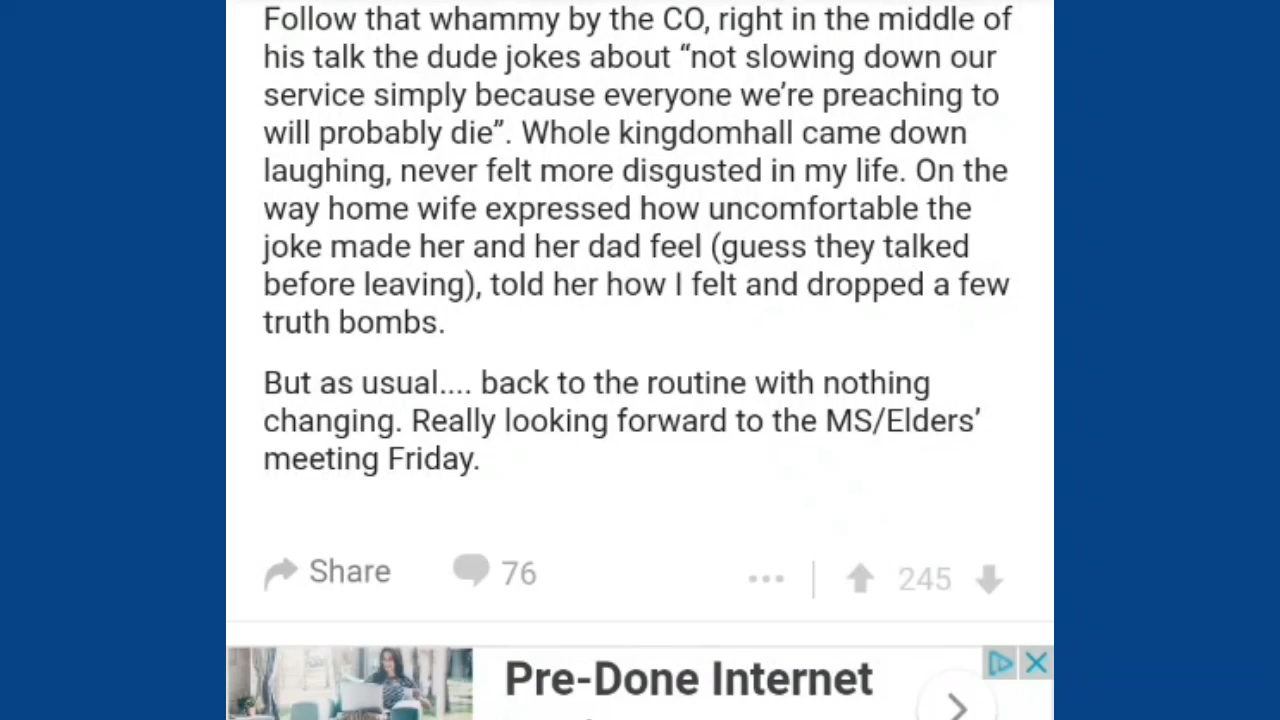 Follow that whammy by the CO, right in the middle of
his talk the dude jokes about “not slowing down our
service simply because everyone we’re preaching to
will probably die”. Whole kingdomhall came down
laughing, never felt more disgusted in my life. On the
way home wife expressed how uncomfortable the
joke made her and her dad feel (guess they talked
before leaving), told her how I felt and dropped a few
truth bombs.
But as usual.... back to the routine with nothing
changing. Really looking forward to the MS/Elders’
meeting Friday.
Share 76 245
Pre-Done Internet